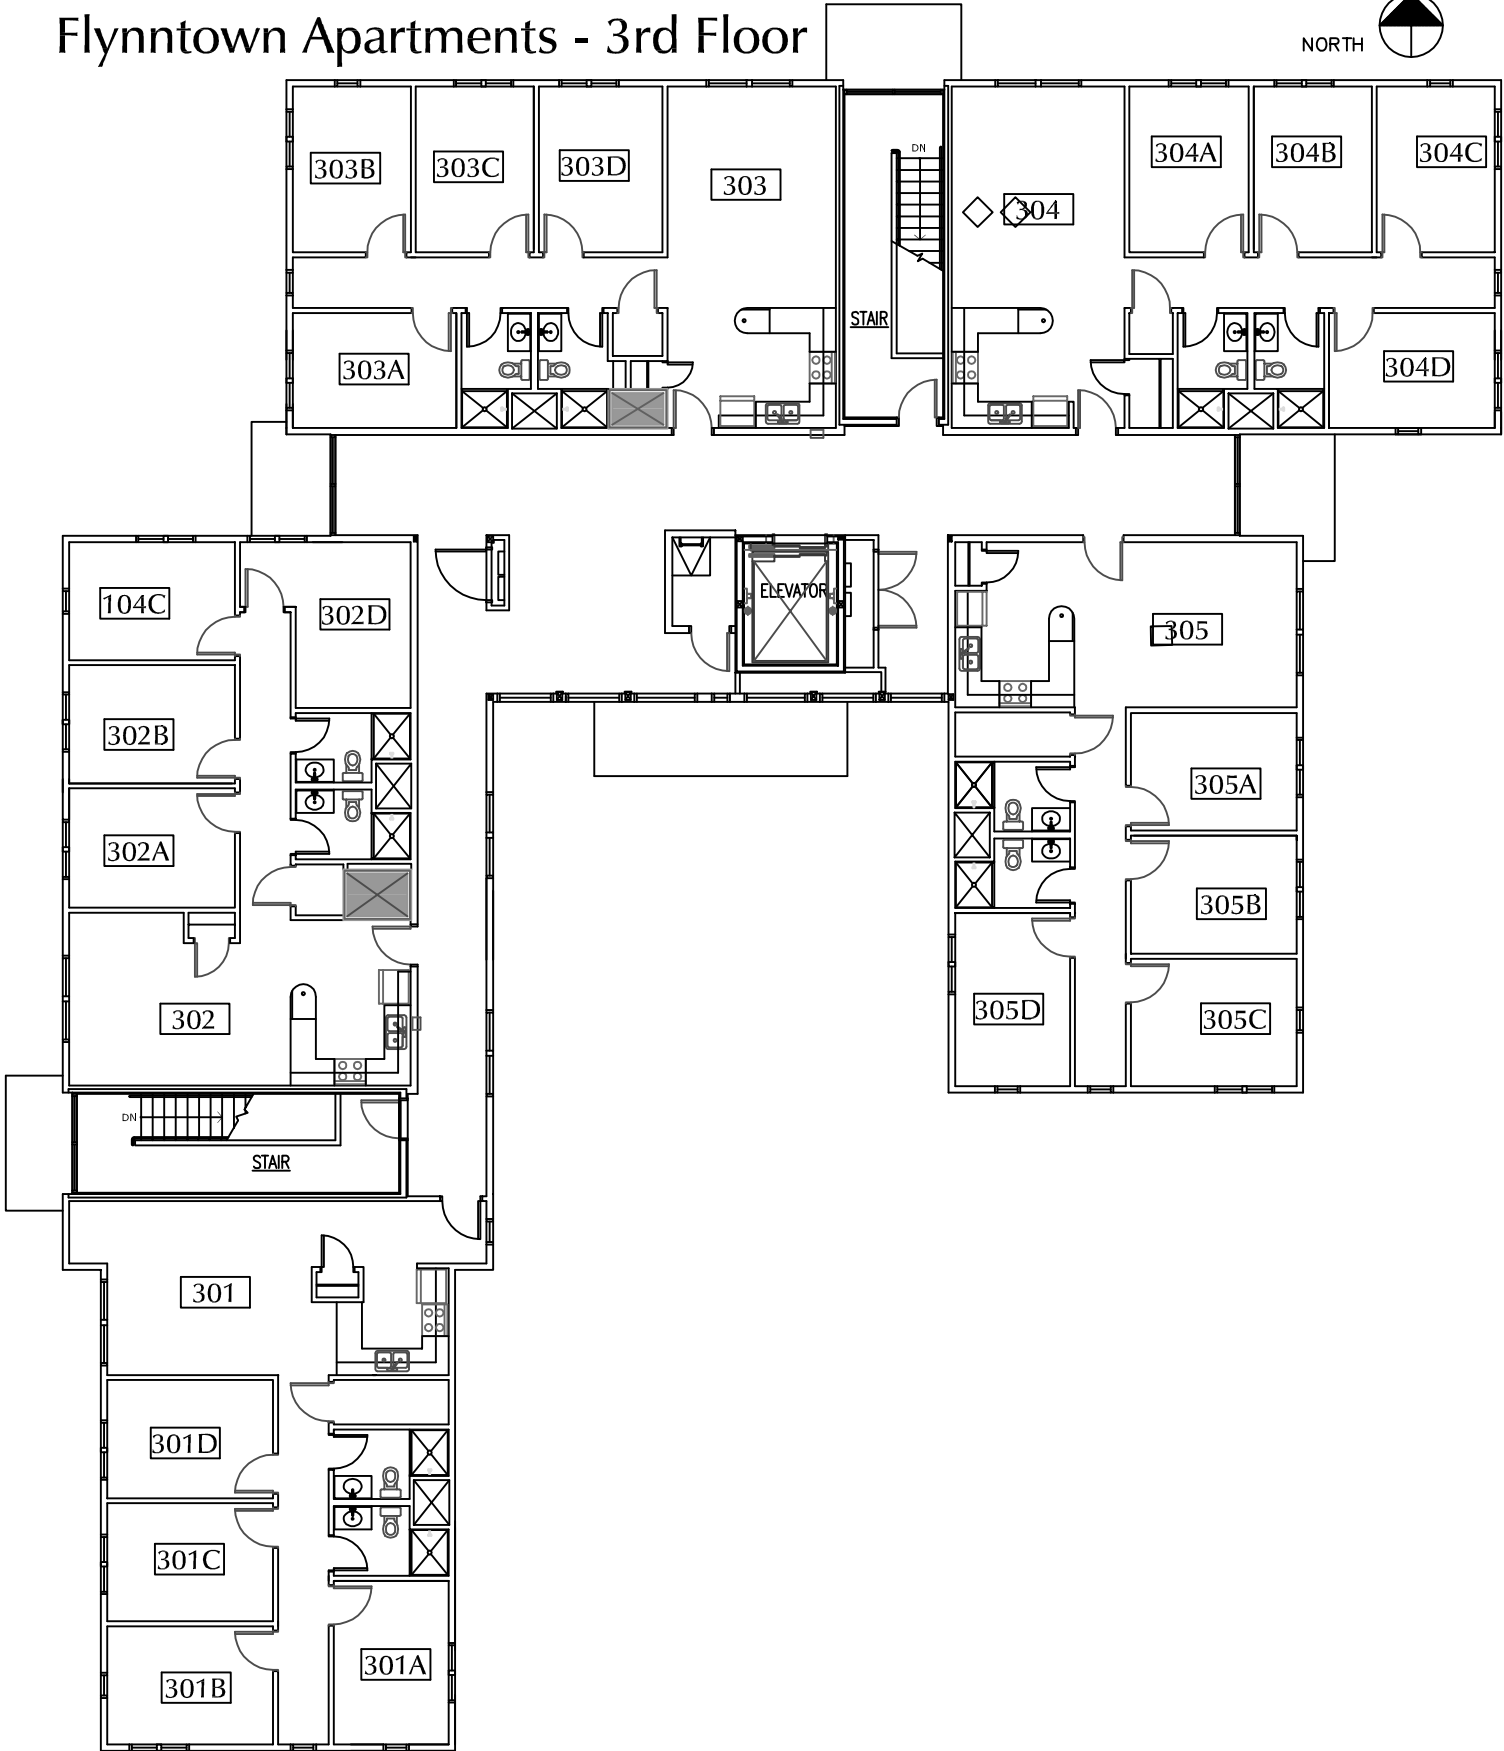 Flynntown Apartments - 3rd Floor
NORTH
303B
303C
303D
303
DN
304
304A
304B
304C
STAIR
303A
304D
104C
302D
ELEVATOR
305
302B
305A
302A
305B
302
305D
305C
DN
STAIR
301
301D
301C
301A
301B